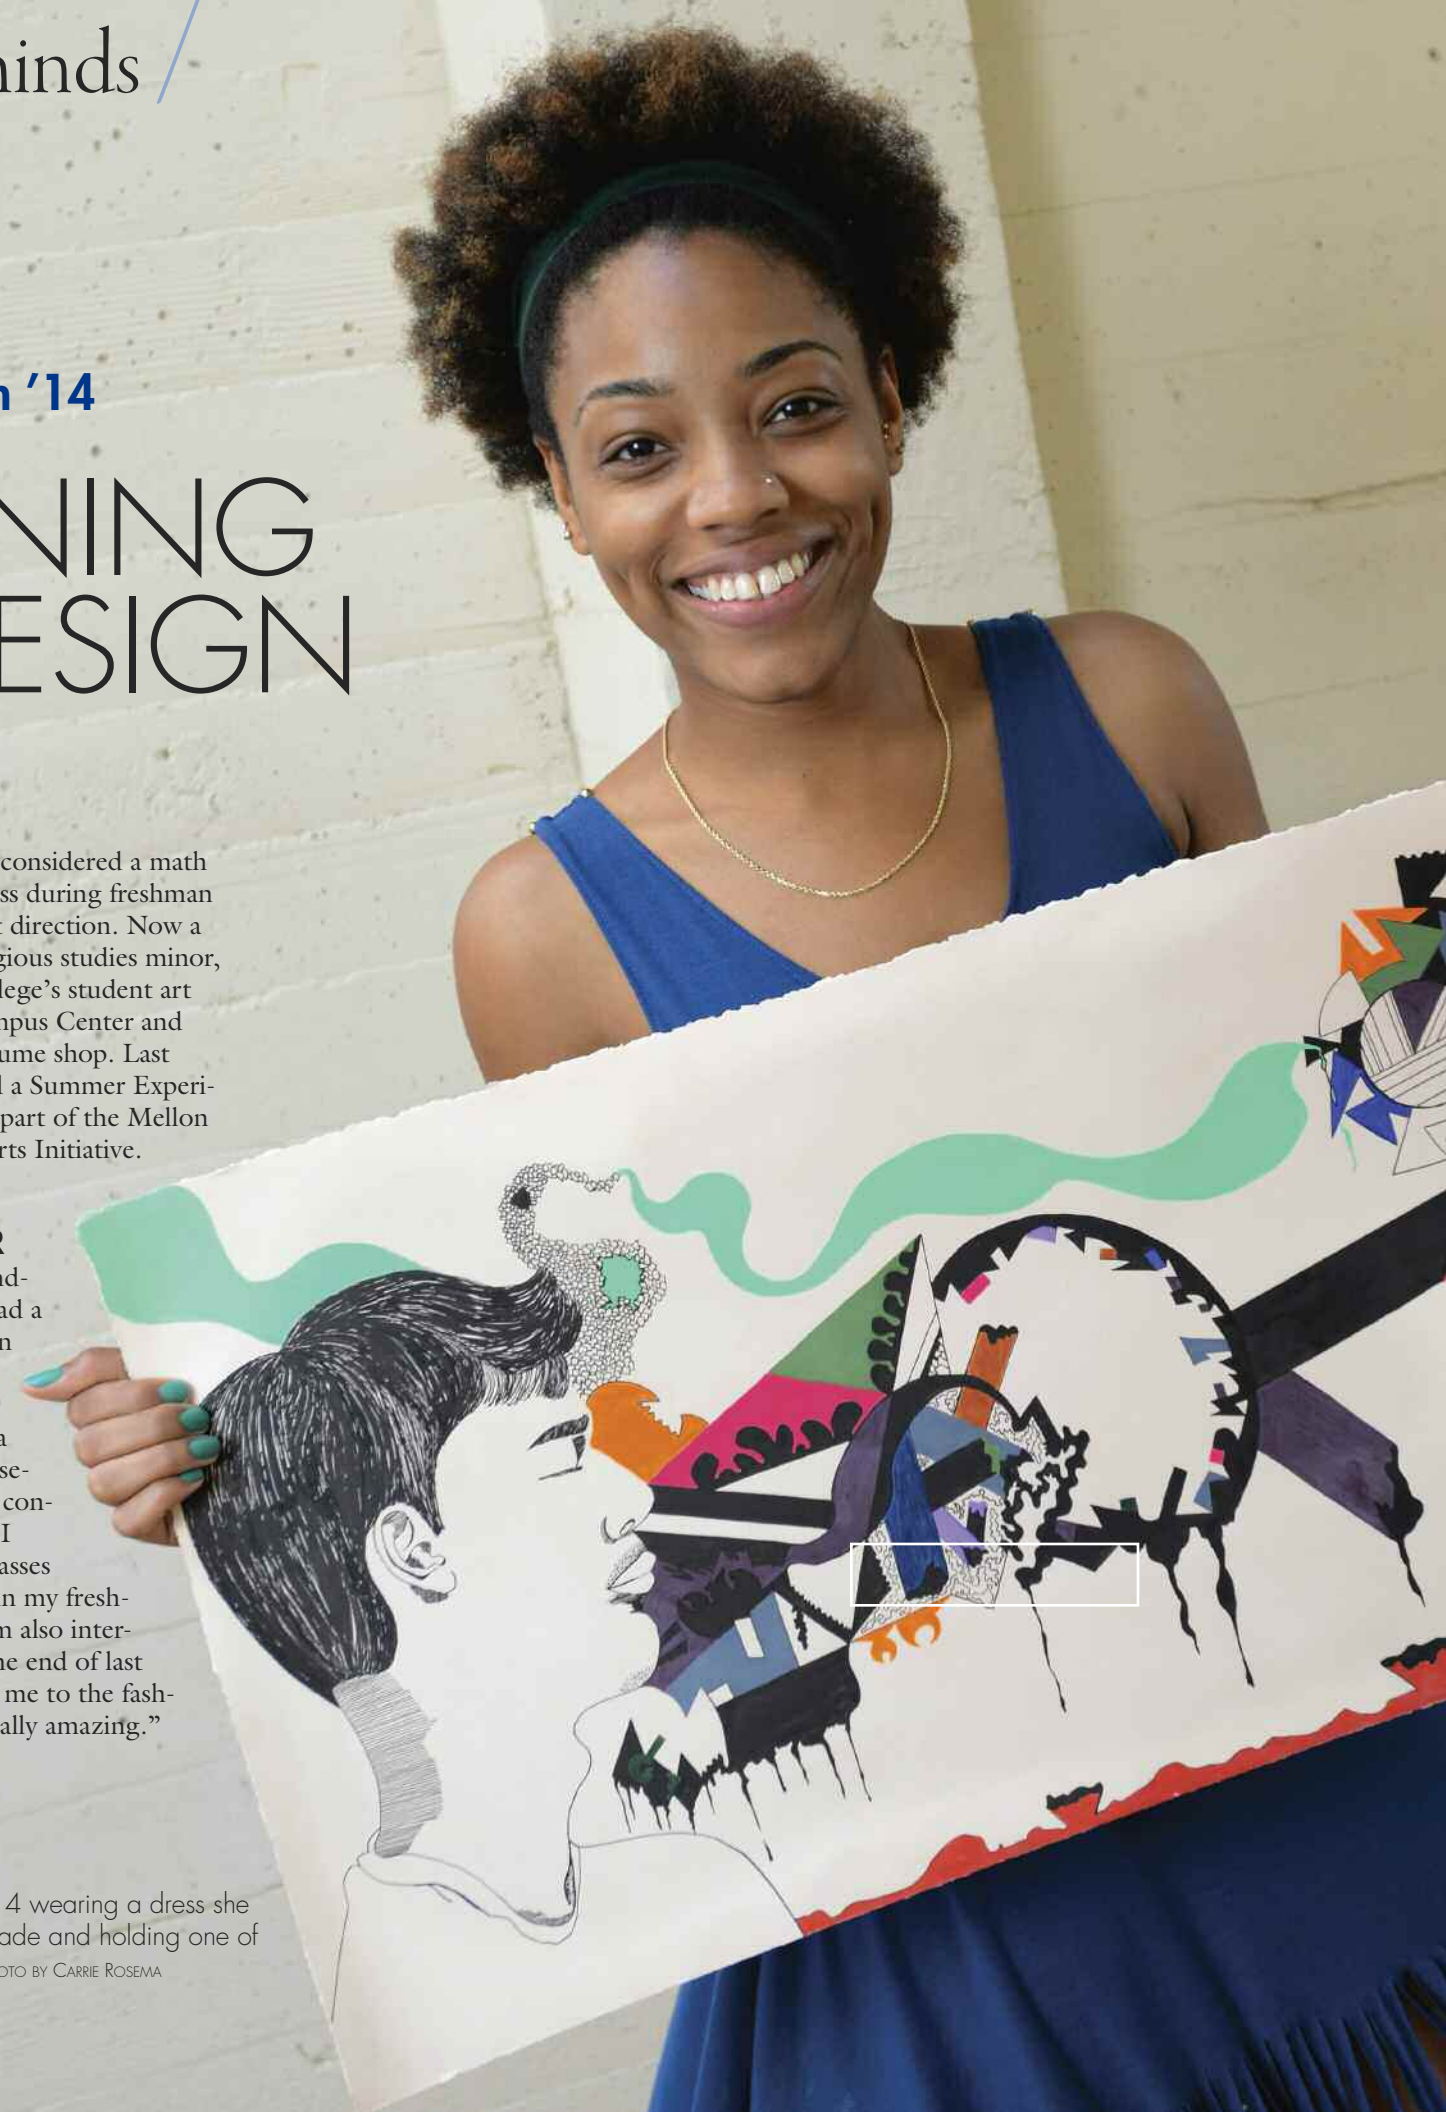 inds
’14
NING
ESIGN
considered a math
ss during freshman
direction. Now a
gious studies minor,
lege’s student art
mpus Center and
ume shop. Last
l a Summer Experi-
part of the Mellon
rts Initiative.
R
nd-
ad a
n
a
se-
con-
I
asses
in my fresh-
m also inter-
he end of last
me to the fash-
ally amazing.”
4 wearing a dress she
ade and holding one of
OTO BY CARRIE ROSEMA